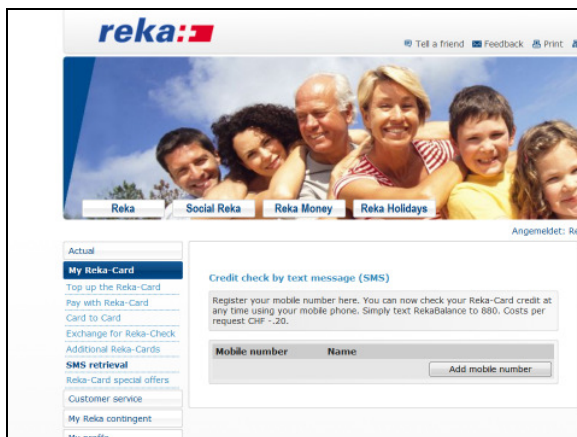 reka:
Tell a friend Feedback Print
Reka Social Reka Reka Money Reka Holidays
Angemeldet: Re
Actual
My Reka-Card
Top up the Reka-Card
Pay with Reka-Card
Card to Card
Exchange for Reka-Check
Additional Reka-Cards
SMS retrieval
Reka-Card special offers
Customer service
My Reka contingent
My profile
Credit check by text message (SMS)
Register your mobile number here. You can now check your Reka-Card credit at
any time using your mobile phone. Simply text RekaBalance to 880. Costs per
request CHF -.20.
Mobile number Name
Add mobile number